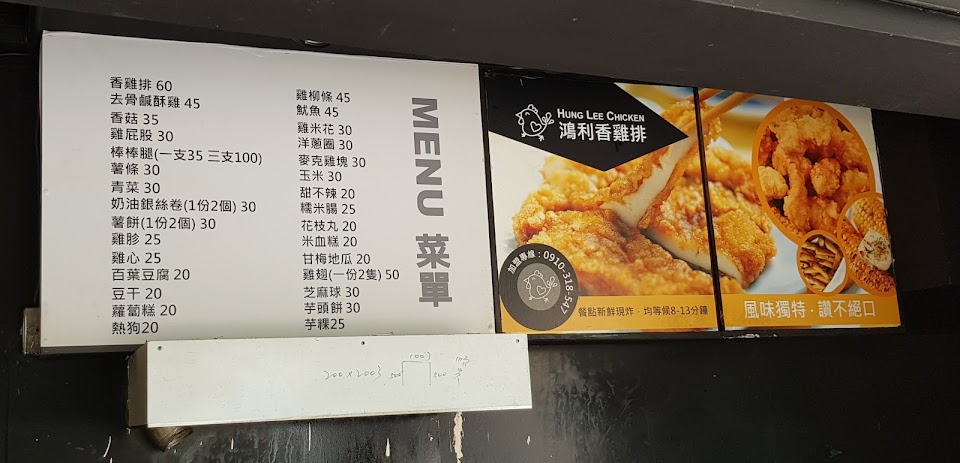 香雞排 60
去骨鹹酥雞 45
香菇 35
雞屁股 30
棒棒腿(一支35 三支100)
薯條 30
青菜 30
奶油銀絲卷(1份2個) 30
薯餅(1份2個) 30
雞胗 25
雞心 25
百葉豆腐 20
豆干 20
蘿蔔糕 20
熱狗20
雞柳條 45
魷魚 45
雞米花 30
洋蔥圈 30
麥克雞塊 30
玉米 30
甜不辣 20
糯米腸 25
花枝丸 20
米血糕 20
甘梅地瓜 20
雞翅(一份2隻) 50
芝麻球 30
芋頭餅 30
芋粿25
MENU 菜單
HUNG LEE CHICKEN
鴻利香雞排
加盟專線：0910-318-547
餐點新鮮現炸．均等候8-13分鐘
風味獨特．讚不絕口
200×2003
1003
500
500